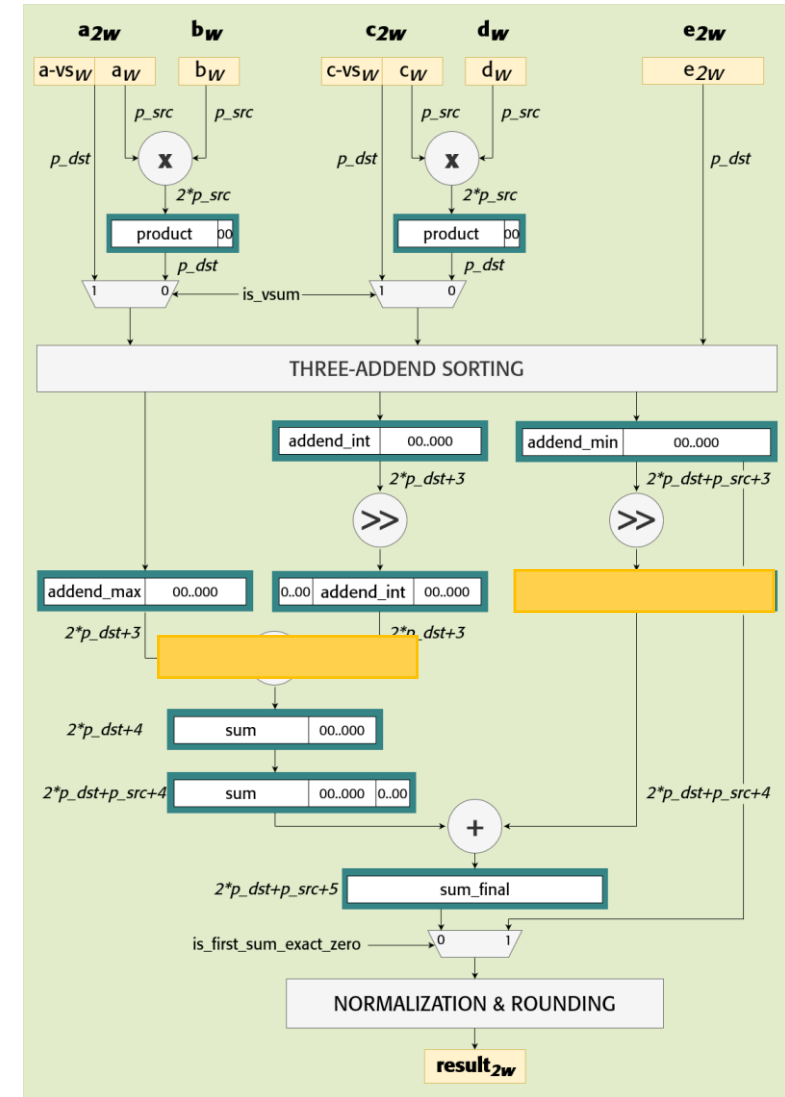 a2w bw c2w dw e2w
a-vsw aw bw c-vsw cw dw e2w
p_src p_src p_src p_src
p_dst x p_dst x p_dst
2*p_src 2*p_src
product 00 product 00
p_dst p_dst
1 0 is_vsum 1 0
THREE-ADDEND SORTING
addend_int 00..000 addend_min 00..000
2*p_dst+3 2*p_dst+p_src+3
>> >>
addend_max 00..000 0..00 addend_int 00..000
2*p_dst+3 2*p_dst+3
2*p_dst+4 sum 00..000
2*p_dst+p_src+4 sum 00..000 0..00 2*p_dst+p_src+4
+
2*p_dst+p_src+5 sum_final
is_first_sum_exact_zero 0 1
NORMALIZATION & ROUNDING
result2w